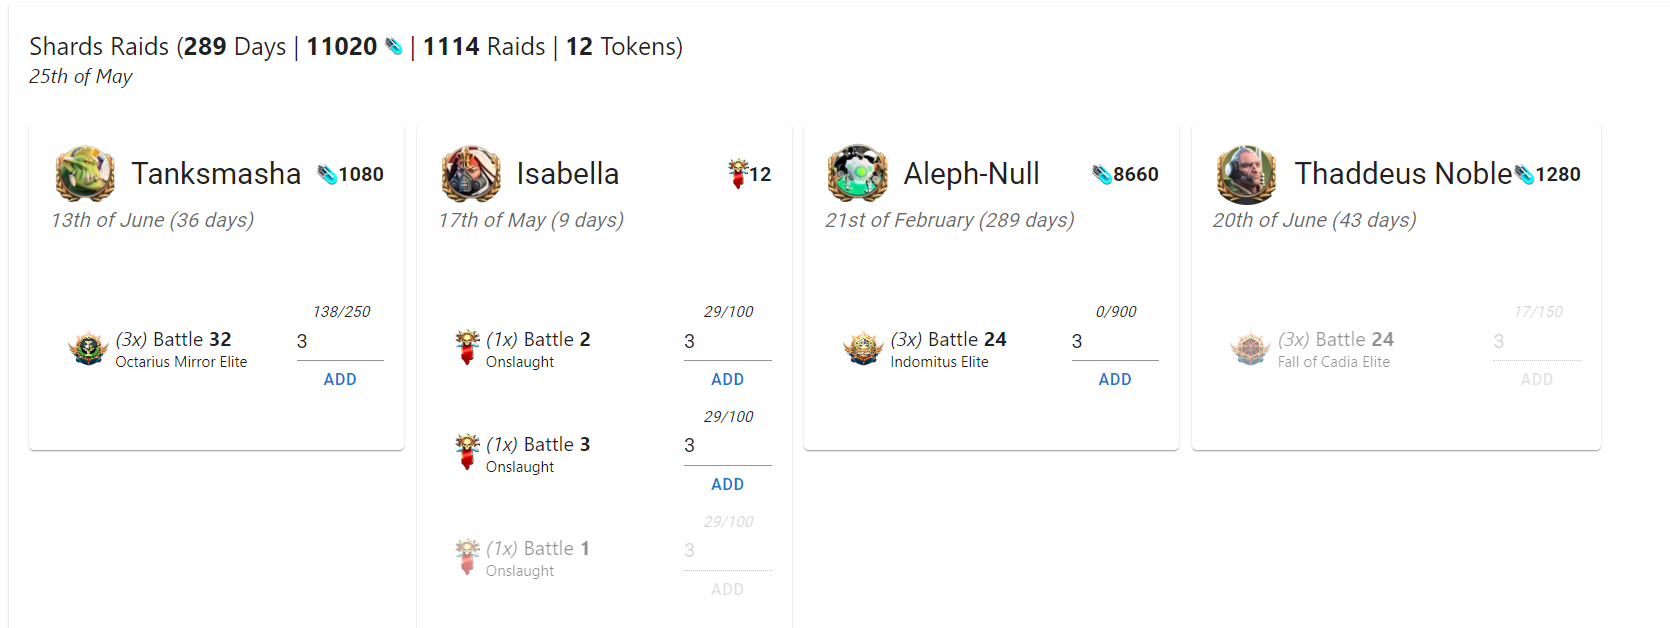 Shards Raids (289 Days | 11020 | 1114 Raids | 12 Tokens)
25th of May
Tanksmasha 1080
13th of June (36 days)
138/250
(3x) Battle 32 3
Octarius Mirror Elite
ADD
Isabella 12
17th of May (9 days)
29/100
(1x) Battle 2 3
Onslaught
ADD
29/100
(1x) Battle 3 3
Onslaught
ADD
29/100
(1x) Battle 1 3
Onslaught
ADD
Aleph-Null 8660
21st of February (289 days)
0/900
(3x) Battle 24 3
Indomitus Elite
ADD
Thaddeus Noble 1280
20th of June (43 days)
17/150
(3x) Battle 24 3
Fall of Cadia Elite
ADD